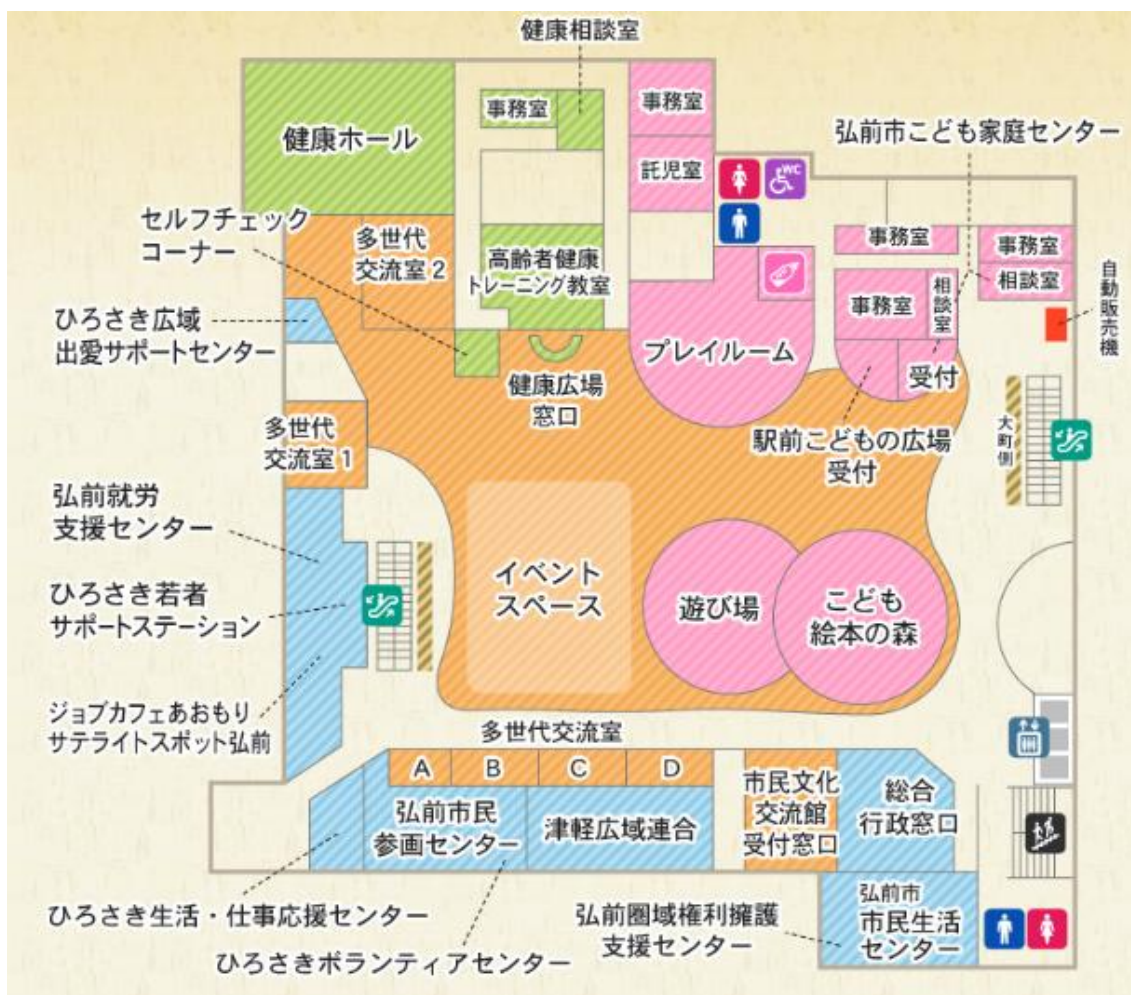 健康相談室
事務室
事務室
健康ホール
弘前市こども家庭センター
託児室
WC
セルフチェック
コーナー
多世代
交流室2
高齢者健康
トレーニング教室
事務室
事務室
相談室
事務室
相談室
自動販売機
ひろさき広域
出愛サポートセンター
プレイルーム
受付
健康広場
窓口
多世代
交流室1
駅前こどもの広場
受付
大町側
弘前就労
支援センター
イベント
スペース
ひろさき若者
サポートステーション
遊び場
こども
絵本の森
ジョブカフェあおもり
サテライトスポット弘前
多世代交流室
A
B
C
D
弘前市民
参画センター
津軽広域連合
市民文化
交流館
受付窓口
総合
行政窓口
ひろさき生活・仕事応援センター
ひろさきボランティアセンター
弘前圏域権利擁護
支援センター
弘前市
市民生活
センター